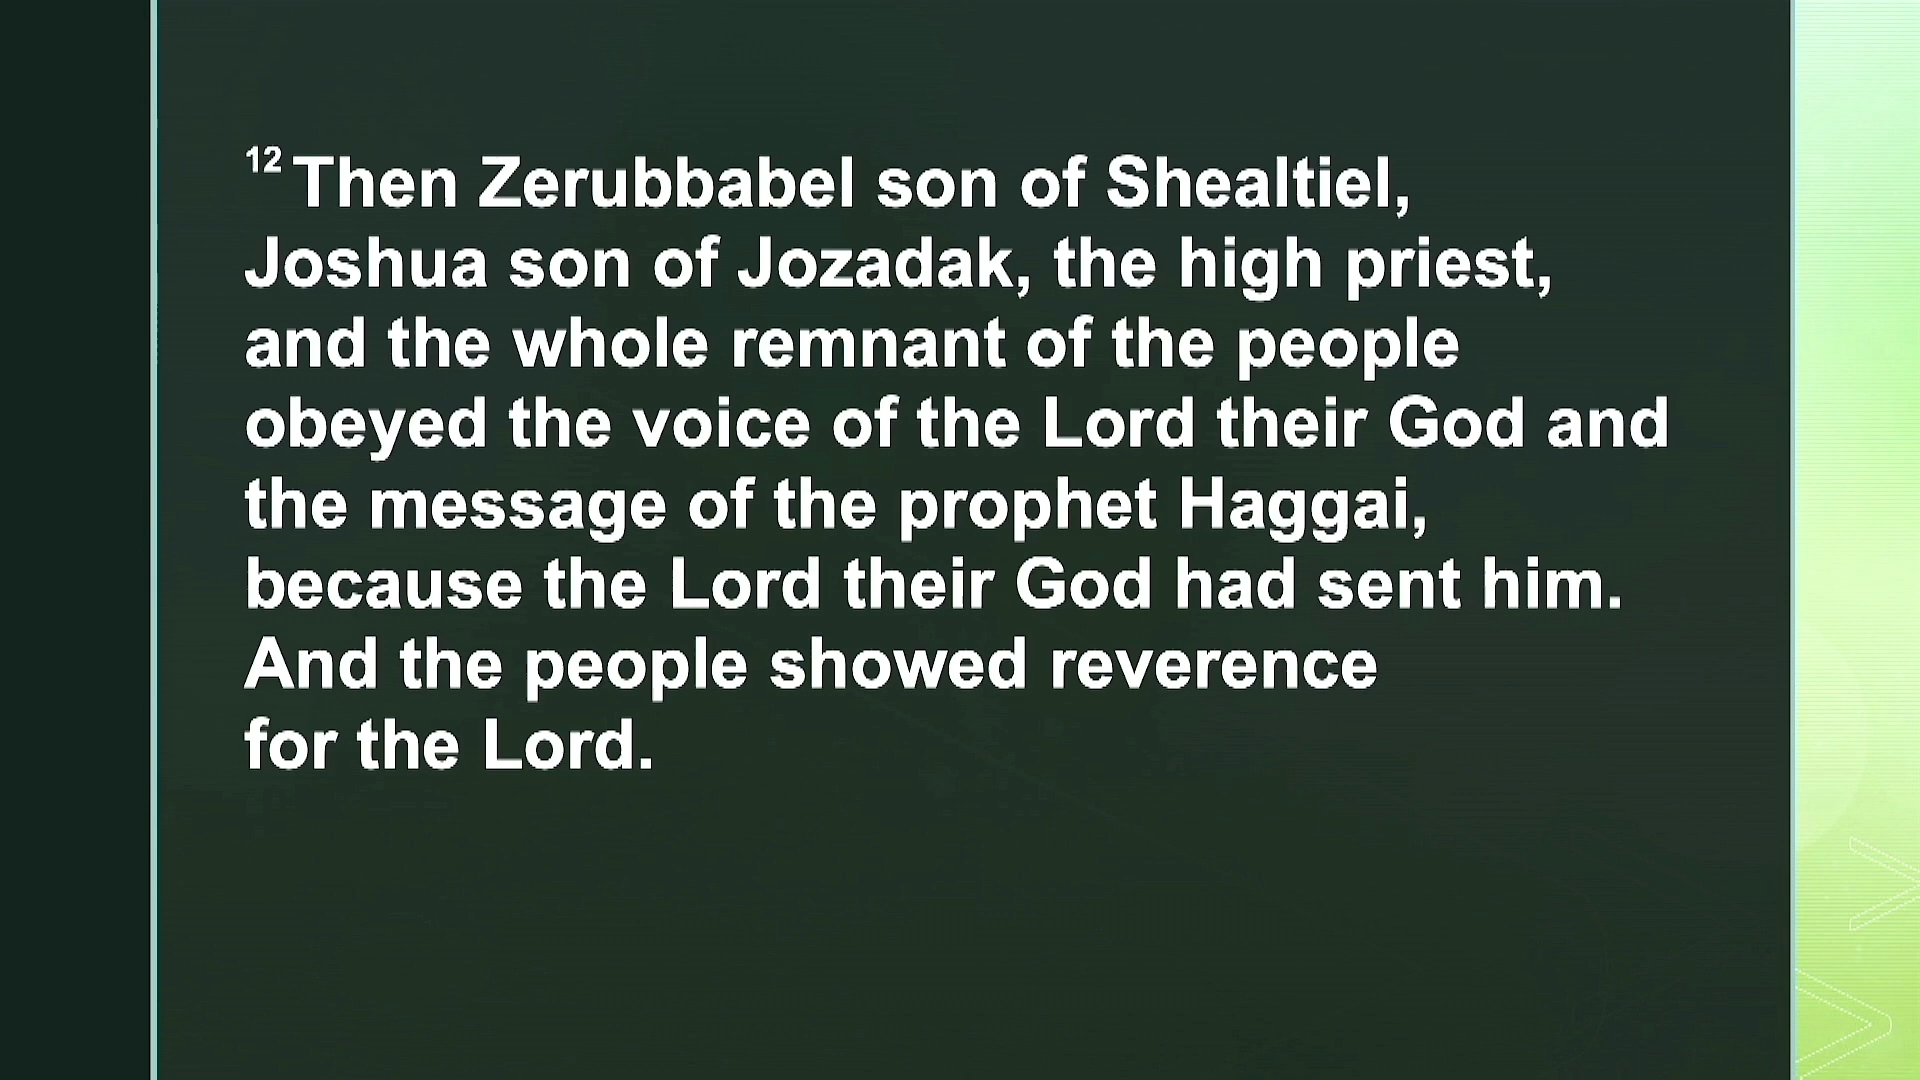 12 Then Zerubbabel son of Shealtiel,
Joshua son of Jozadak, the high priest,
and the whole remnant of the people
obeyed the voice of the Lord their God and
the message of the prophet Haggai,
because the Lord their God had sent him.
And the people showed reverence
for the Lord.